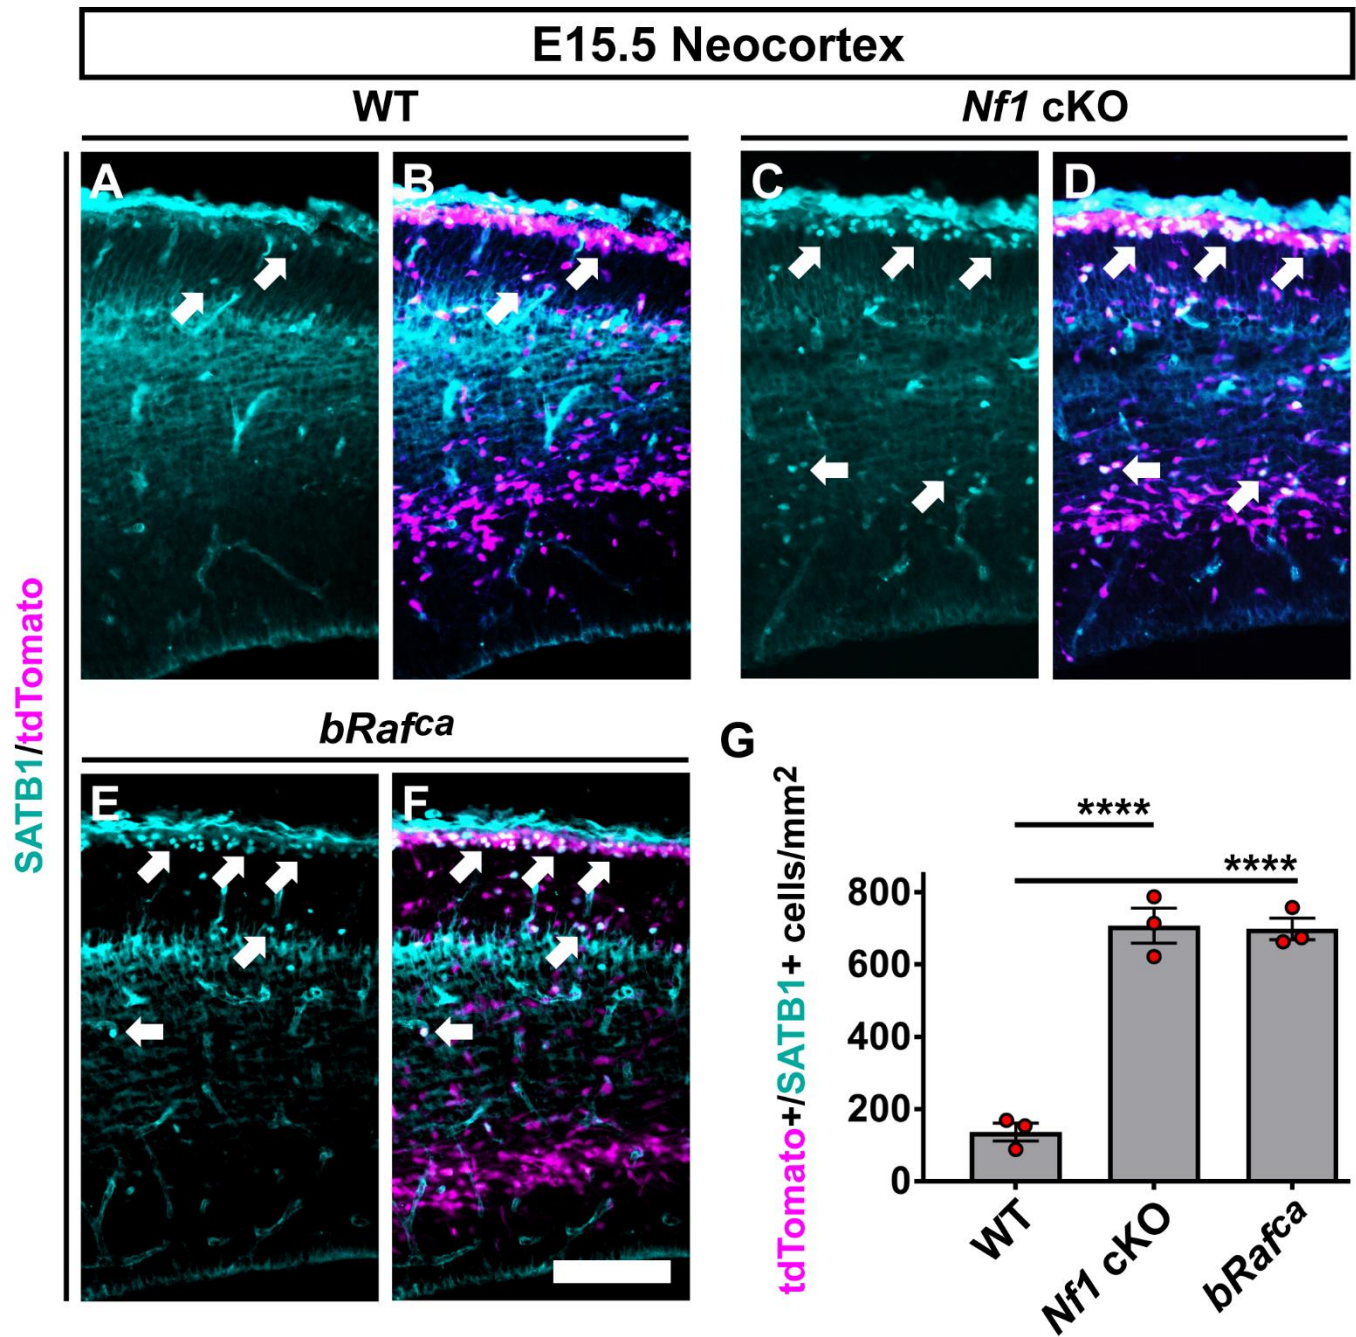 E15.5 Neocortex
WT
Nf1 cKO
A
B
C
D
SATB1/tdTomato
bRafca
E
F
G
tdTomato+/SATB1+ cells/mm2
****
****
800
600
400
200
0
WT
Nf1 cKO
bRafca